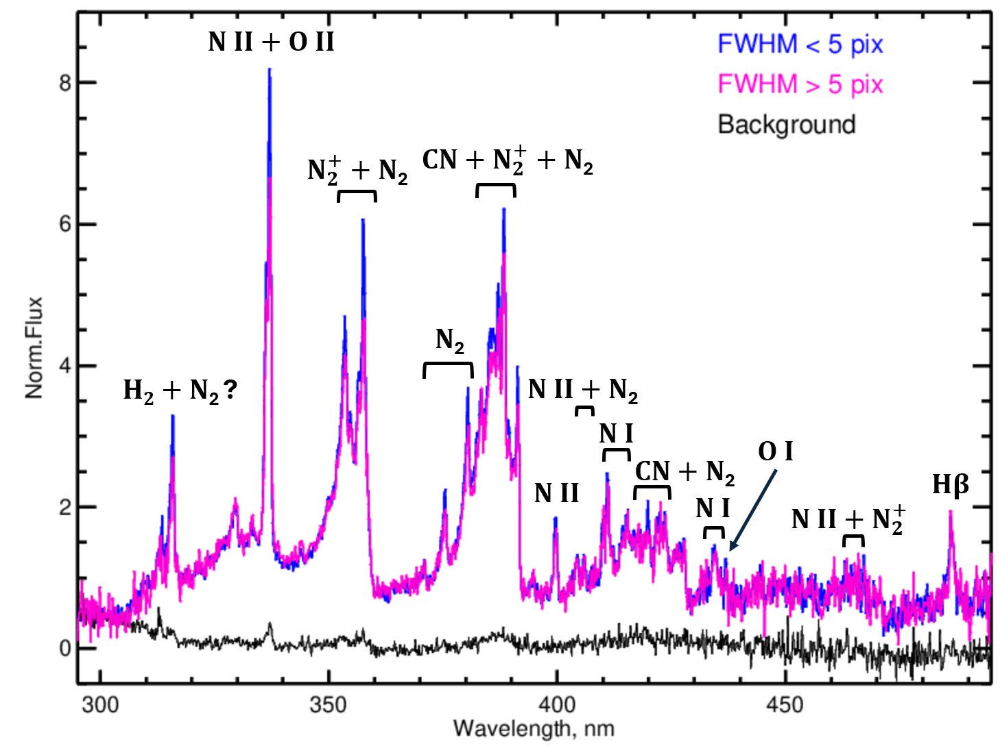 N II + O II
FWHM < 5 pix
FWHM > 5 pix
Background
8
N₂⁺ + N₂
CN + N₂⁺ + N₂
6
Norm.Flux
N₂
4
H₂ + N₂ ?
N II + N₂
N I
O I
CN + N₂
N II
Hβ
2
N I
N II + N₂⁺
0
300
350
400
450
Wavelength, nm